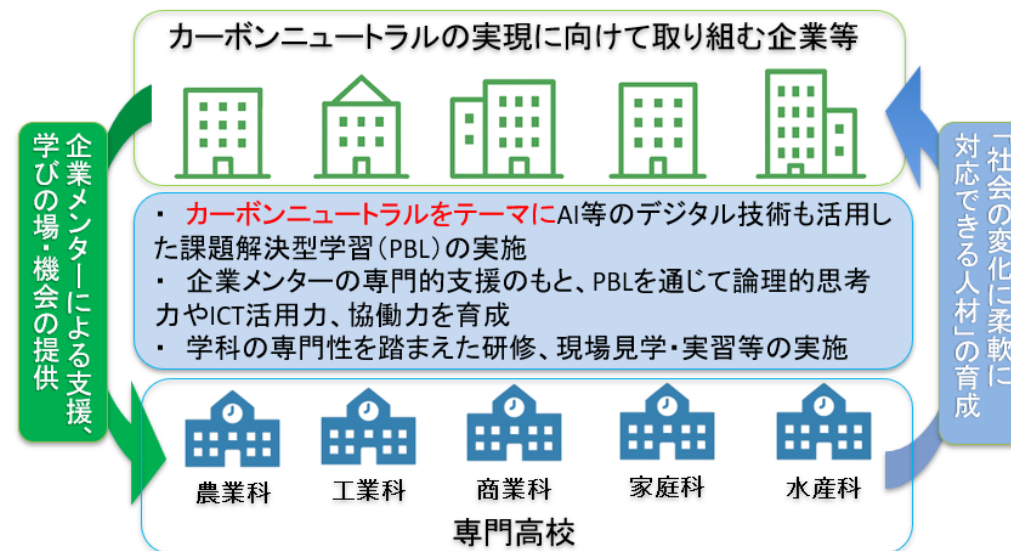 カーボンニュートラルの実現に向けて取り組む企業等
企業メンターによる支援、
学びの場・機会の提供
・ カーボンニュートラルをテーマにAI等のデジタル技術も活用し
た課題解決型学習(PBL)の実施
・ 企業メンターの専門的支援のもと、PBLを通じて論理的思考
力やICT活用力、協働力を育成
・ 学科の専門性を踏まえた研修、現場見学・実習等の実施
「社会の変化に柔軟に
対応できる人材」の育成
農業科
工業科
商業科
家庭科
水産科
専門高校